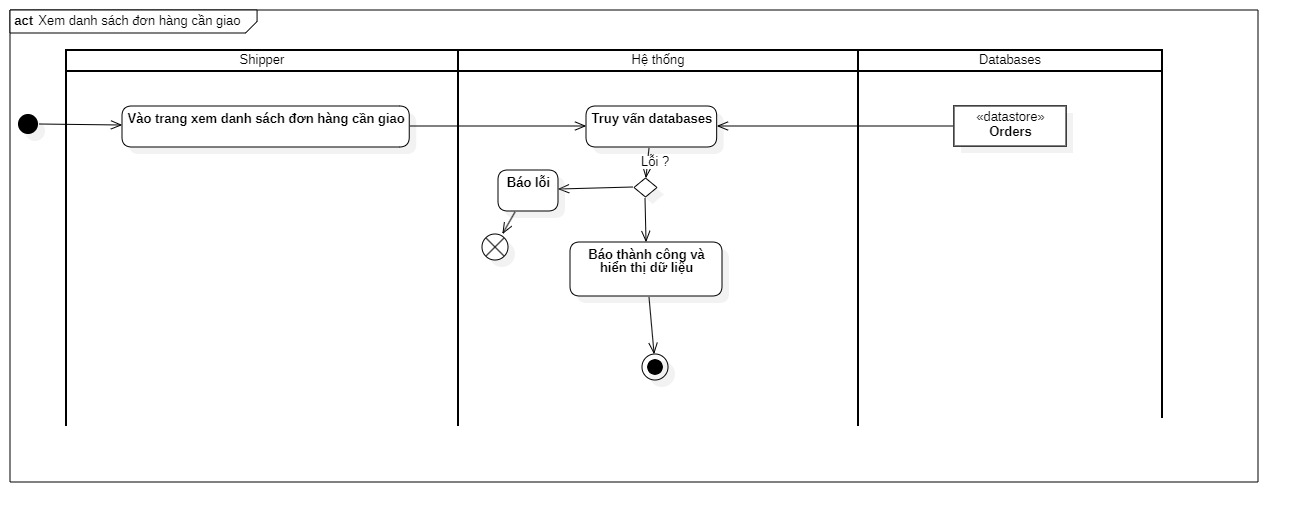 act Xem danh sách đơn hàng cần giao
Shipper
Hệ thống
Databases
Vào trang xem danh sách đơn hàng cần giao
Truy vấn databases
«datastore»
Orders
Lỗi ?
Báo lỗi
Báo thành công và
hiển thị dữ liệu